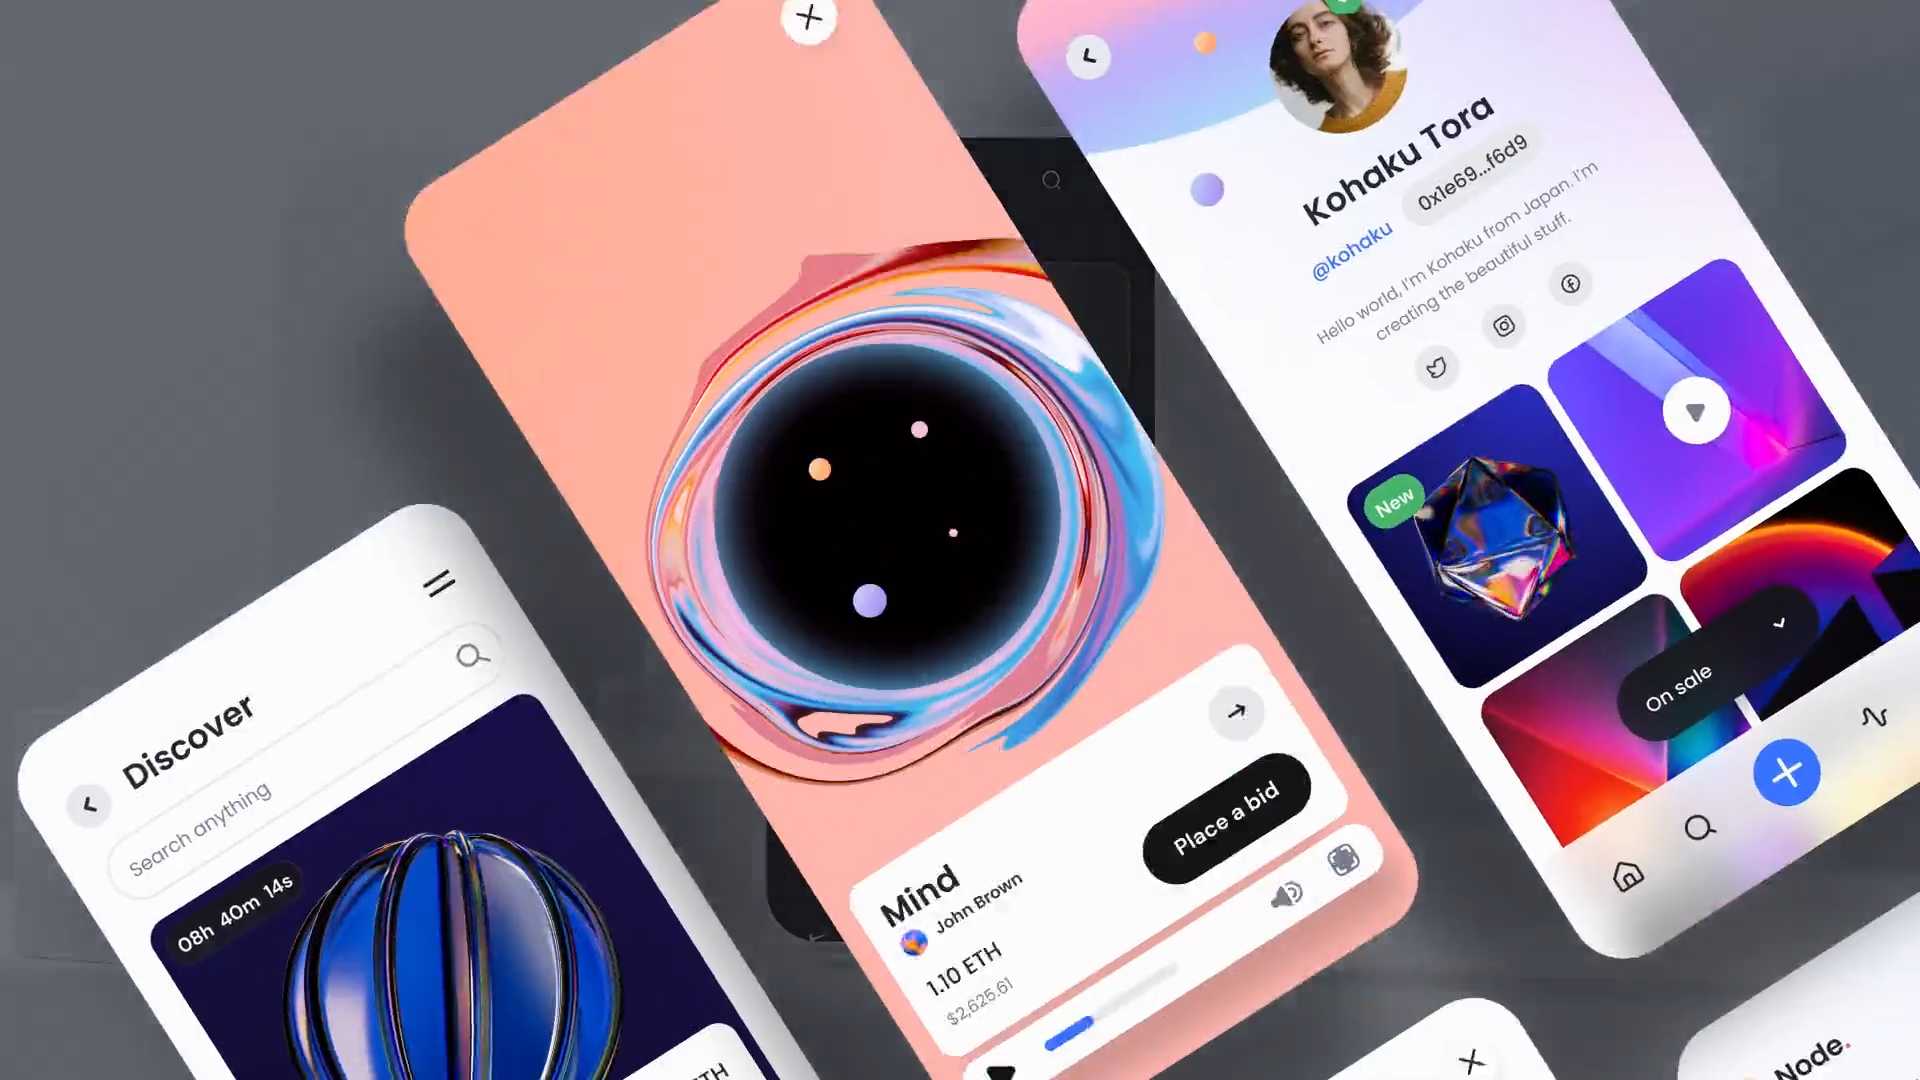 Discover
Search anything
08h 40m 14s
TH
Mind
John Brown
1.10 ETH
$2,625.61
Place a bid
Kohaku Tora
@kohaku
0x1e69...f6d9
Hello world, I'm Kohaku from Japan. I'm
creating the beautiful stuff.
New
On sale
Node.